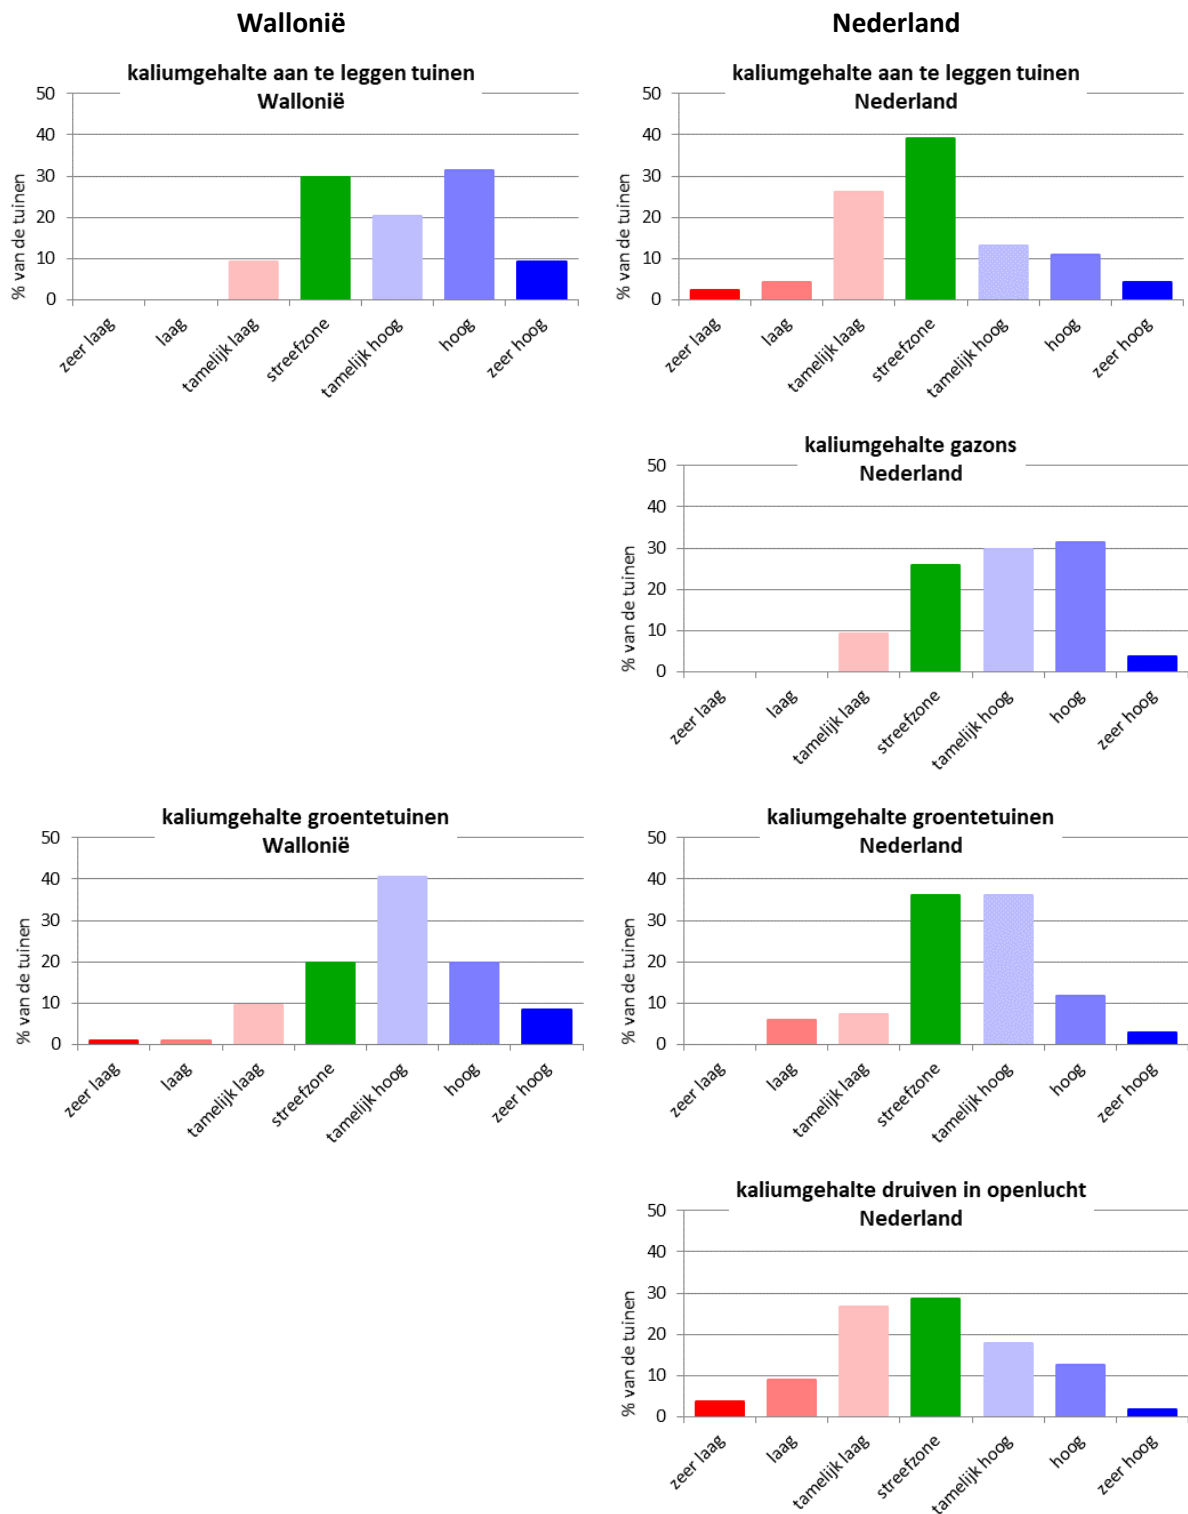 Wallonië
Nederland
kaliumgehalte aan te leggen tuinen
Wallonië
% van de tuinen
50
40
30
20
10
0
zeer laag
laag
tamelijk laag
streefzone
tamelijk hoog
hoog
zeer hoog
kaliumgehalte aan te leggen tuinen
Nederland
% van de tuinen
50
40
30
20
10
0
zeer laag
laag
tamelijk laag
streefzone
tamelijk hoog
hoog
zeer hoog
kaliumgehalte gazons
Nederland
% van de tuinen
50
40
30
20
10
0
zeer laag
laag
tamelijk laag
streefzone
tamelijk hoog
hoog
zeer hoog
kaliumgehalte groentetuinen
Wallonië
% van de tuinen
50
40
30
20
10
0
zeer laag
laag
tamelijk laag
streefzone
tamelijk hoog
hoog
zeer hoog
kaliumgehalte groentetuinen
Nederland
% van de tuinen
50
40
30
20
10
0
zeer laag
laag
tamelijk laag
streefzone
tamelijk hoog
hoog
zeer hoog
kaliumgehalte druiven in openlucht
Nederland
% van de tuinen
50
40
30
20
10
0
zeer laag
laag
tamelijk laag
streefzone
tamelijk hoog
hoog
zeer hoog